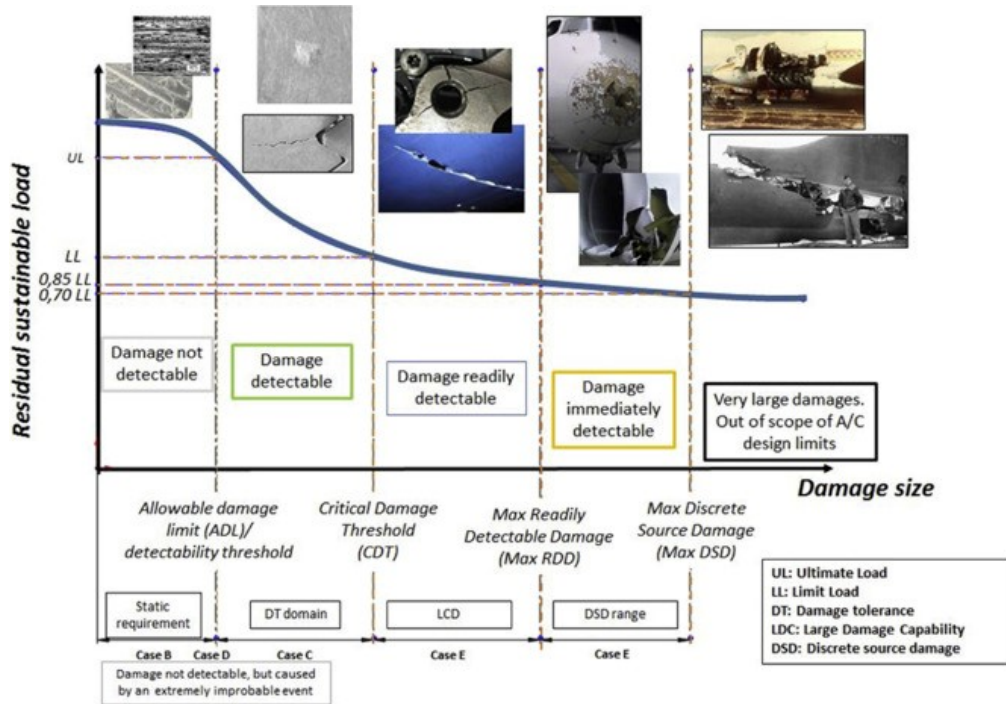 UL
LL
0,85 LL
0,70 LL
Residual sustainable load
Damage not
detectable
Damage
detectable
Damage readily
detectable
Damage
immediately
detectable
Very large damages.
Out of scope of A/C
design limits
Damage size
Allowable damage
limit (ADL)/
detectability threshold
Critical Damage
Threshold
(CDT)
Max Readily
Detectable Damage
(Max RDD)
Max Discrete
Source Damage
(Max DSD)
Static
requirement
DT domain
LCD
DSD range
Case B
Case D
Case C
Case E
Case E
Damage not detectable, but caused
by an extremely improbable event
UL: Ultimate Load
LL: Limit Load
DT: Damage tolerance
LDC: Large Damage Capability
DSD: Discrete source damage